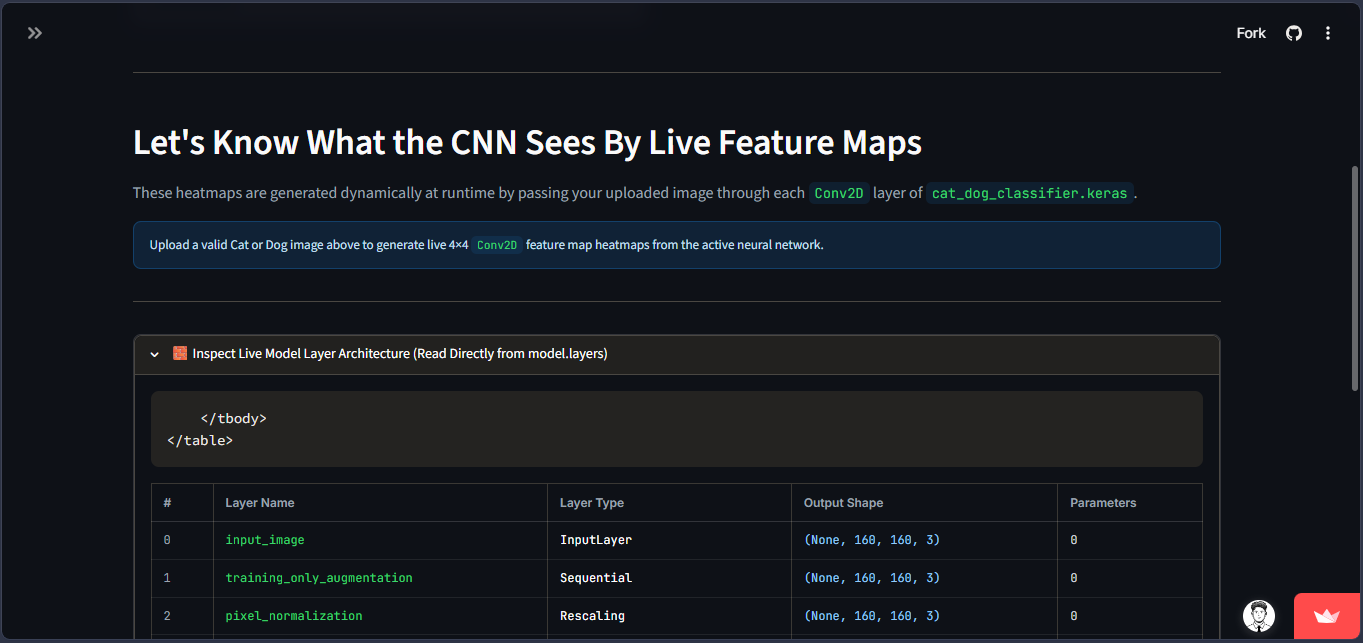 Fork
Let's Know What the CNN Sees By Live Feature Maps
These heatmaps are generated dynamically at runtime by passing your uploaded image through each Conv2D layer of cat_dog_classifier.keras.
Upload a valid Cat or Dog image above to generate live 4×4 Conv2D feature map heatmaps from the active neural network.
Inspect Live Model Layer Architecture (Read Directly from model.layers)
</tbody>
</table>
# Layer Name Layer Type Output Shape Parameters
0 input_image InputLayer (None, 160, 160, 3) 0
1 training_only_augmentation Sequential (None, 160, 160, 3) 0
2 pixel_normalization Rescaling (None, 160, 160, 3) 0